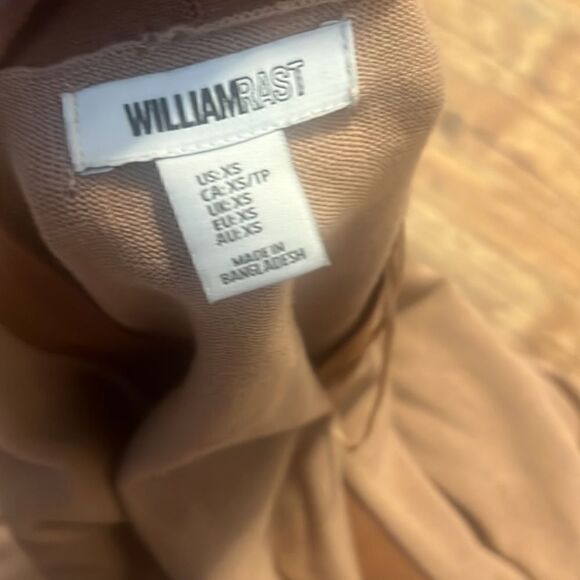 WILLIAMRAST
US:XS
CA:XS/TP
UK:XS
EU:XS
AU:XS
MADE IN
BANGLADESH